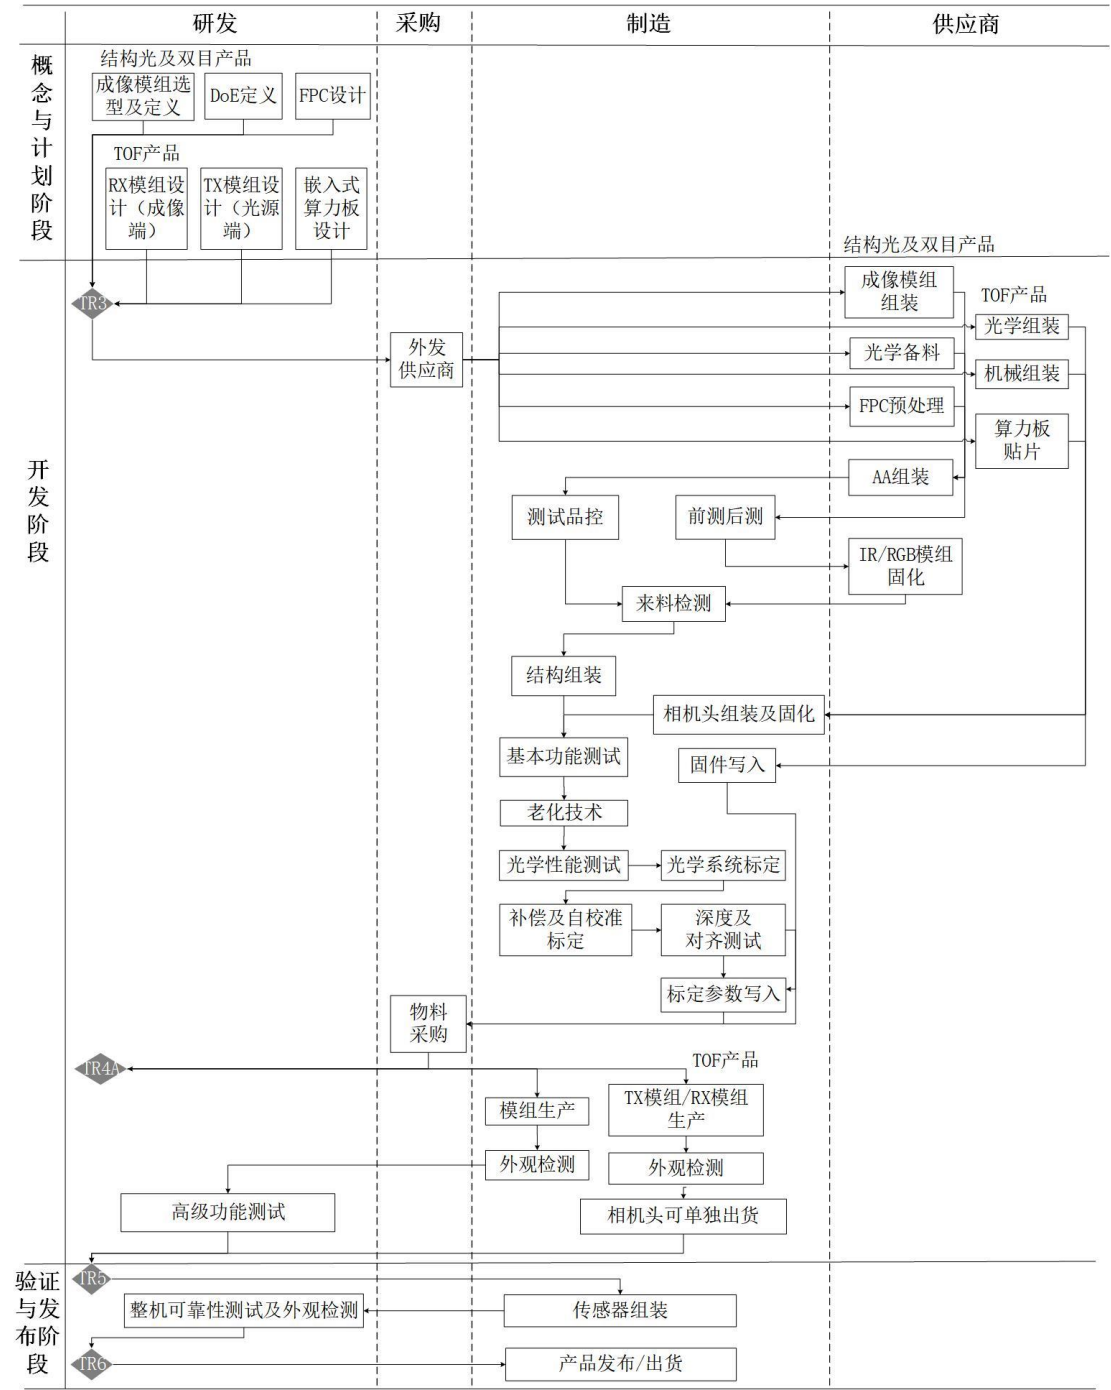 研发
采购
制造
供应商
概
念
与
计
划
阶
段
结构光及双目产品
成像模组选
型及定义
DoE定义
FPC设计
TOF产品
RX模组设
计（成像
端）
TX模组设
计（光源
端）
嵌入式
算力板
设计
结构光及双目产品
开
发
阶
段
TR3
成像模组
组装
TOF产品
光学组装
外发
供应商
光学备料
机械组装
FPC预处理
算力板
贴片
AA组装
测试品控
前测后测
IR/RGB模组
固化
来料检测
结构组装
相机头组装及固化
基本功能测试
固件写入
老化技术
光学性能测试
光学系统标定
补偿及自校准
标定
深度及
对齐测试
标定参数写入
物料
采购
TR4A
TOF产品
模组生产
TX模组/RX模组
生产
外观检测
外观检测
高级功能测试
相机头可单独出货
验证
与发
布阶
段
TR5
整机可靠性测试及外观检测
传感器组装
TR6
产品发布/出货